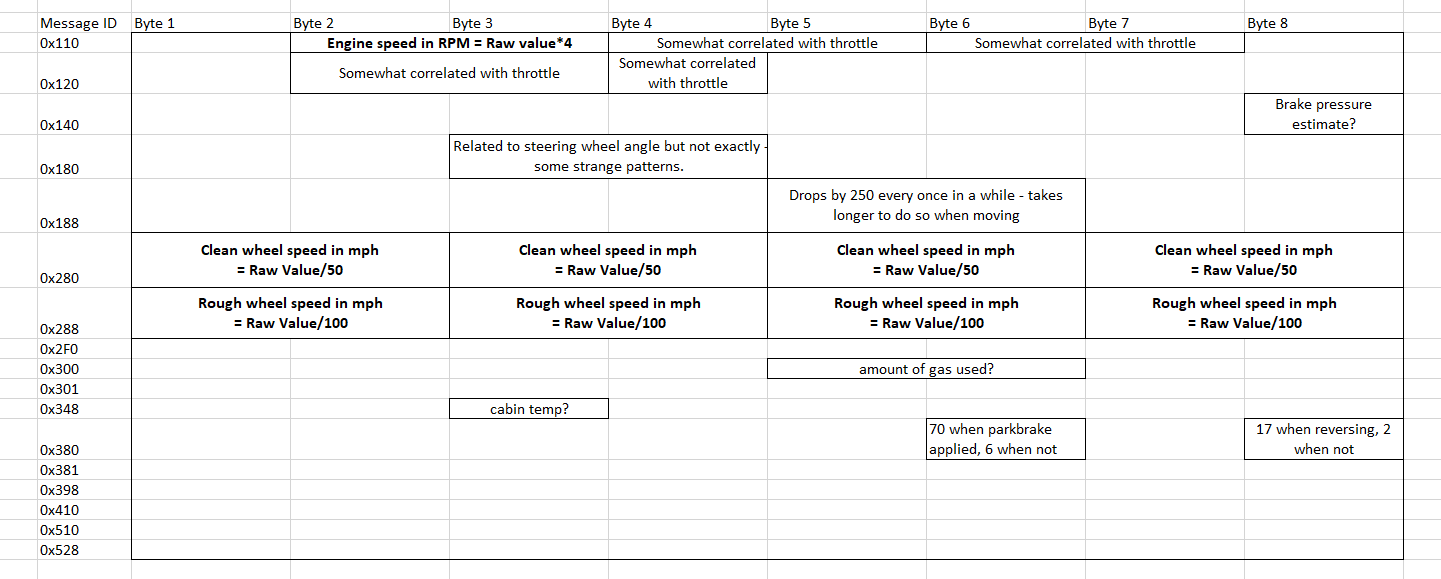 Message ID Byte 1 Byte 2 Byte 3 Byte 4 Byte 5 Byte 6 Byte 7 Byte 8
0x110 Engine speed in RPM = Raw value*4 Somewhat correlated with throttle Somewhat correlated with throttle
0x120 Somewhat correlated with throttle
Somewhat correlated
with throttle
0x140
Brake pressure
estimate?
0x180
Related to steering wheel angle but not exactly -
some strange patterns.
0x188
Drops by 250 every once in a while - takes
longer to do so when moving
0x280
Clean wheel speed in mph
= Raw Value/50
Clean wheel speed in mph
= Raw Value/50
Clean wheel speed in mph
= Raw Value/50
Clean wheel speed in mph
= Raw Value/50
0x288
Rough wheel speed in mph
= Raw Value/100
Rough wheel speed in mph
= Raw Value/100
Rough wheel speed in mph
= Raw Value/100
Rough wheel speed in mph
= Raw Value/100
0x2F0
0x300 amount of gas used?
0x301
0x348 cabin temp?
0x380
70 when parkbrake
applied, 6 when not
17 when reversing, 2
when not
0x381
0x398
0x410
0x510
0x528